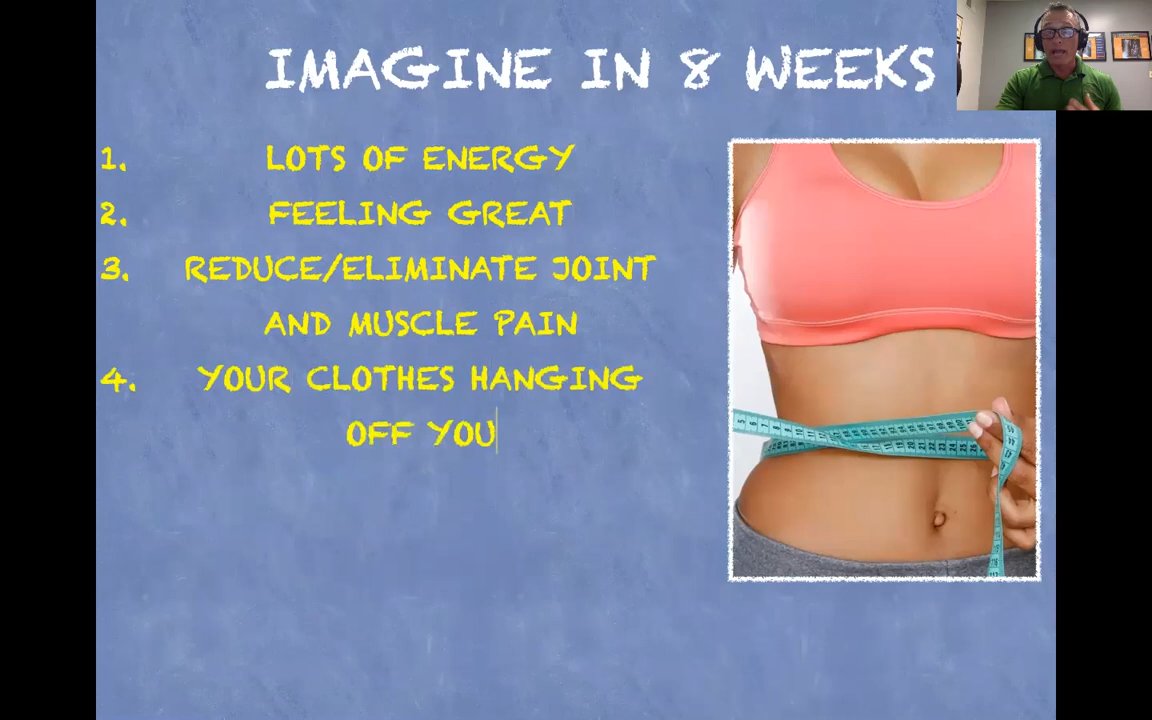 IMAGINE IN 8 WEEKS
1. LOTS OF ENERGY
2. FEELING GREAT
3. REDUCE/ELIMINATE JOINT
AND MUSCLE PAIN
4. YOUR CLOTHES HANGING
OFF YOU